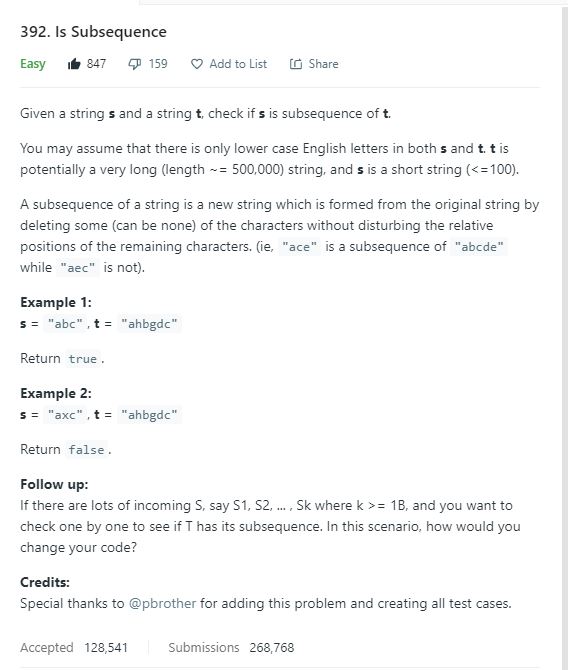 392. Is Subsequence
Easy 847 159 Add to List Share
Given a string s and a string t, check if s is subsequence of t.
You may assume that there is only lower case English letters in both s and t. t is
potentially a very long (length ~= 500,000) string, and s is a short string (<=100).
A subsequence of a string is a new string which is formed from the original string by
deleting some (can be none) of the characters without disturbing the relative
positions of the remaining characters. (ie, "ace" is a subsequence of "abcde"
while "aec" is not).
Example 1:
s = "abc", t = "ahbgdc"
Return true.
Example 2:
s = "axc", t = "ahbgdc"
Return false.
Follow up:
If there are lots of incoming S, say S1, S2, ... , Sk where k >= 1B, and you want to
check one by one to see if T has its subsequence. In this scenario, how would you
change your code?
Credits:
Special thanks to @pbrother for adding this problem and creating all test cases.
Accepted 128,541 Submissions 268,768